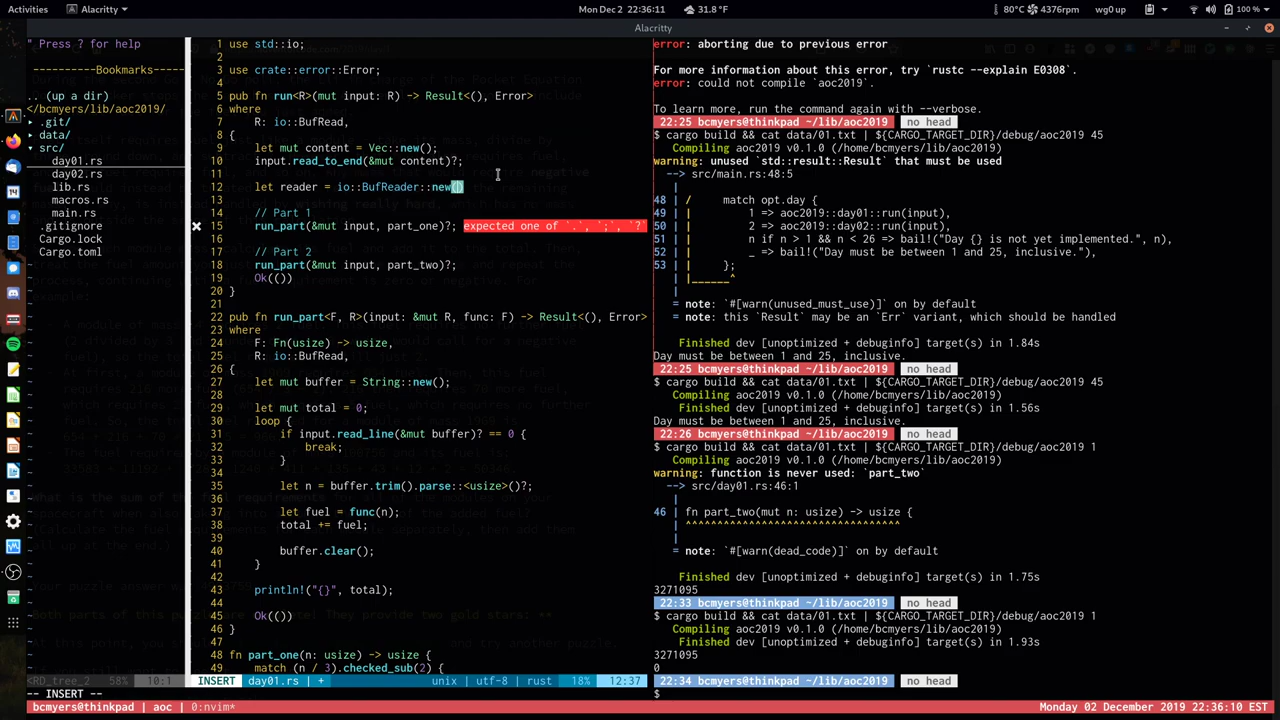 Activities Alacritty Mon Dec 2 22:36:11 31.8 °F 80°C 4376rpm wg0 up 100 %
Alacritty
" Press ? for help
----------Bookmarks-----
.. (up a dir)
</bcmyers/lib/aoc2019/
▸ .git/
▸ data/
▾ src/
day01.rs
day02.rs
lib.rs
macros.rs
main.rs
.gitignore
Cargo.lock
Cargo.toml
<RD_tree_2 58% 10:1
1 use std::io;
2
3 use crate::error::Error;
4
5 pub fn run<R>(mut input: R) -> Result<(), Error>
6 where
7 R: io::BufRead,
8 {
9 let mut content = Vec::new();
10 input.read_to_end(&mut content)?;
11
12 let reader = io::BufReader::new()
13
14 // Part 1
15 run_part(&mut input, part_one)?; expected one of `.`, `;`, `?
16
17 // Part 2
18 run_part(&mut input, part_two)?;
19 Ok(())
20 }
21
22 pub fn run_part<F, R>(input: &mut R, func: F) -> Result<(), Error>
23 where
24 F: Fn(usize) -> usize,
25 R: io::BufRead,
26 {
27 let mut buffer = String::new();
28
29 let mut total = 0;
30 loop {
31 if input.read_line(&mut buffer)? == 0 {
32 break;
33 }
34
35 let n = buffer.trim().parse::<usize>()?;
36
37 let fuel = func(n);
38 total += fuel;
39
40 buffer.clear();
41 }
42
43 println!("{}", total);
44
45 Ok(())
46 }
47
48 fn part_one(n: usize) -> usize {
49 match (n / 3).checked_sub(2) {
INSERT day01.rs | + unix | utf-8 | rust 18% 12:37
-- INSERT --
error: aborting due to previous error
For more information about this error, try `rustc --explain E0308`.
error: could not compile `aoc2019`.
To learn more, run the command again with --verbose.
22:25 bcmyers@thinkpad ~/lib/aoc2019 no head
$ cargo build && cat data/01.txt | ${CARGO_TARGET_DIR}/debug/aoc2019 45
warning: unused `std::result::Result` that must be used
--> src/main.rs:48:5
|
48 | / match opt.day {
49 | | 1 => aoc2019::day01::run(input),
50 | | 2 => aoc2019::day02::run(input),
51 | | n if n > 1 && n < 26 => bail!("Day {} is not yet implemented.", n),
52 | | _ => bail!("Day must be between 1 and 25, inclusive."),
53 | | };
| |______^
|
= note: `#[warn(unused_must_use)]` on by default
= note: this `Result` may be an `Err` variant, which should be handled
Finished dev [unoptimized + debuginfo] target(s) in 1.84s
Day must be between 1 and 25, inclusive.
22:25 bcmyers@thinkpad ~/lib/aoc2019 no head
$ cargo build && cat data/01.txt | ${CARGO_TARGET_DIR}/debug/aoc2019 45
Compiling aoc2019 v0.1.0 (/home/bcmyers/lib/aoc2019)
Finished dev [unoptimized + debuginfo] target(s) in 1.56s
Day must be between 1 and 25, inclusive.
22:26 bcmyers@thinkpad ~/lib/aoc2019 no head
$ cargo build && cat data/01.txt | ${CARGO_TARGET_DIR}/debug/aoc2019 1
Compiling aoc2019 v0.1.0 (/home/bcmyers/lib/aoc2019)
warning: function is never used: `part_two`
--> src/day01.rs:46:1
|
46 | fn part_two(mut n: usize) -> usize {
| ^^^^^^^^^^^^^^^^^^^^^^^^^^^^^^^^^^
|
= note: `#[warn(dead_code)]` on by default
Finished dev [unoptimized + debuginfo] target(s) in 1.75s
3271095
22:33 bcmyers@thinkpad ~/lib/aoc2019 no head
$ cargo build && cat data/01.txt | ${CARGO_TARGET_DIR}/debug/aoc2019 1
Compiling aoc2019 v0.1.0 (/home/bcmyers/lib/aoc2019)
Finished dev [unoptimized + debuginfo] target(s) in 1.93s
3271095
0
22:34 bcmyers@thinkpad ~/lib/aoc2019 no head
$
bcmyers@thinkpad | aoc | 0:nvim* Monday 02 December 2019 22:36:10 EST